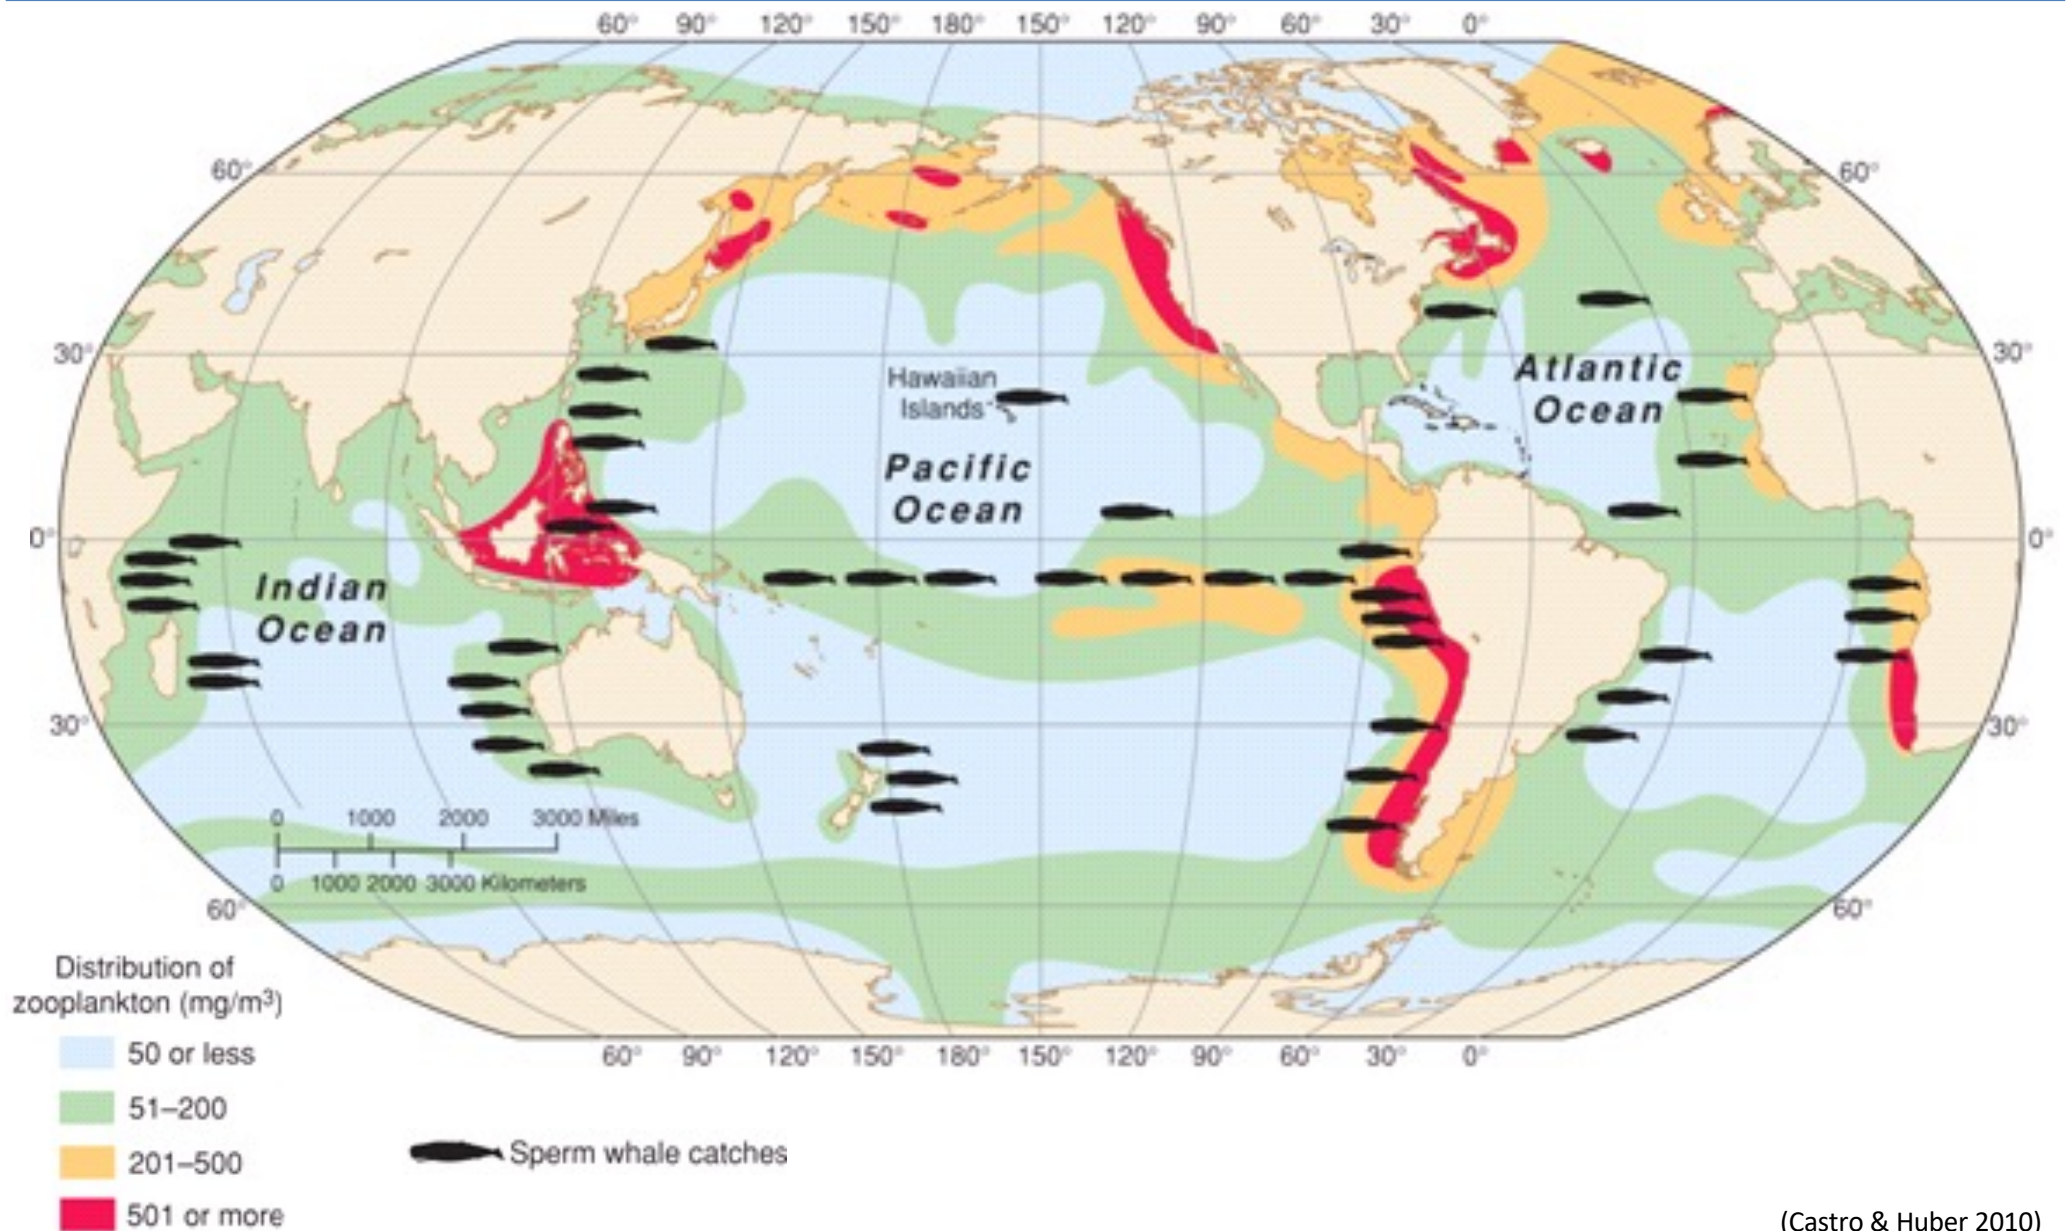 60° 90° 120° 150° 180° 150° 120° 90° 60° 30° 0°
60° 60°
30° 30°
Hawaiian
Islands
Atlantic
Ocean
Pacific
Ocean
0° 0°
Indian
Ocean
30° 30°
0 1000 2000 3000 Miles
0 1000 2000 3000 Kilometers
60° 60°
60° 90° 120° 150° 180° 150° 120° 90° 60° 30° 0°
Distribution of
zooplankton (mg/m³)
50 or less
51–200
201–500
501 or more
Sperm whale catches
(Castro & Huber 2010)